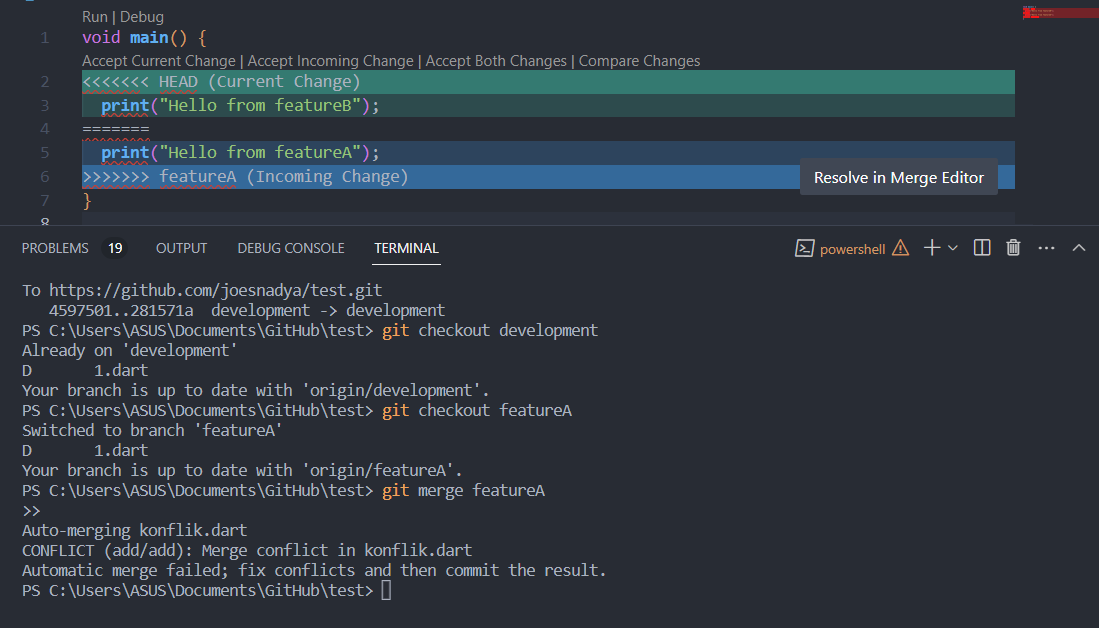 Run | Debug
1 void main() {
Accept Current Change | Accept Incoming Change | Accept Both Changes | Compare Changes
2 <<<<<<< HEAD (Current Change)
3 print("Hello from featureB");
4 =======
5 print("Hello from featureA");
6 >>>>>>> featureA (Incoming Change)
Resolve in Merge Editor
7 }
8
PROBLEMS 19 OUTPUT DEBUG CONSOLE TERMINAL powershell
To https://github.com/joesnadya/test.git
4597501..281571a development -> development
PS C:\Users\ASUS\Documents\GitHub\test> git checkout development
Already on 'development'
D 1.dart
Your branch is up to date with 'origin/development'.
PS C:\Users\ASUS\Documents\GitHub\test> git checkout featureA
Switched to branch 'featureA'
D 1.dart
Your branch is up to date with 'origin/featureA'.
PS C:\Users\ASUS\Documents\GitHub\test> git merge featureA
>>
Auto-merging konflik.dart
CONFLICT (add/add): Merge conflict in konflik.dart
Automatic merge failed; fix conflicts and then commit the result.
PS C:\Users\ASUS\Documents\GitHub\test>